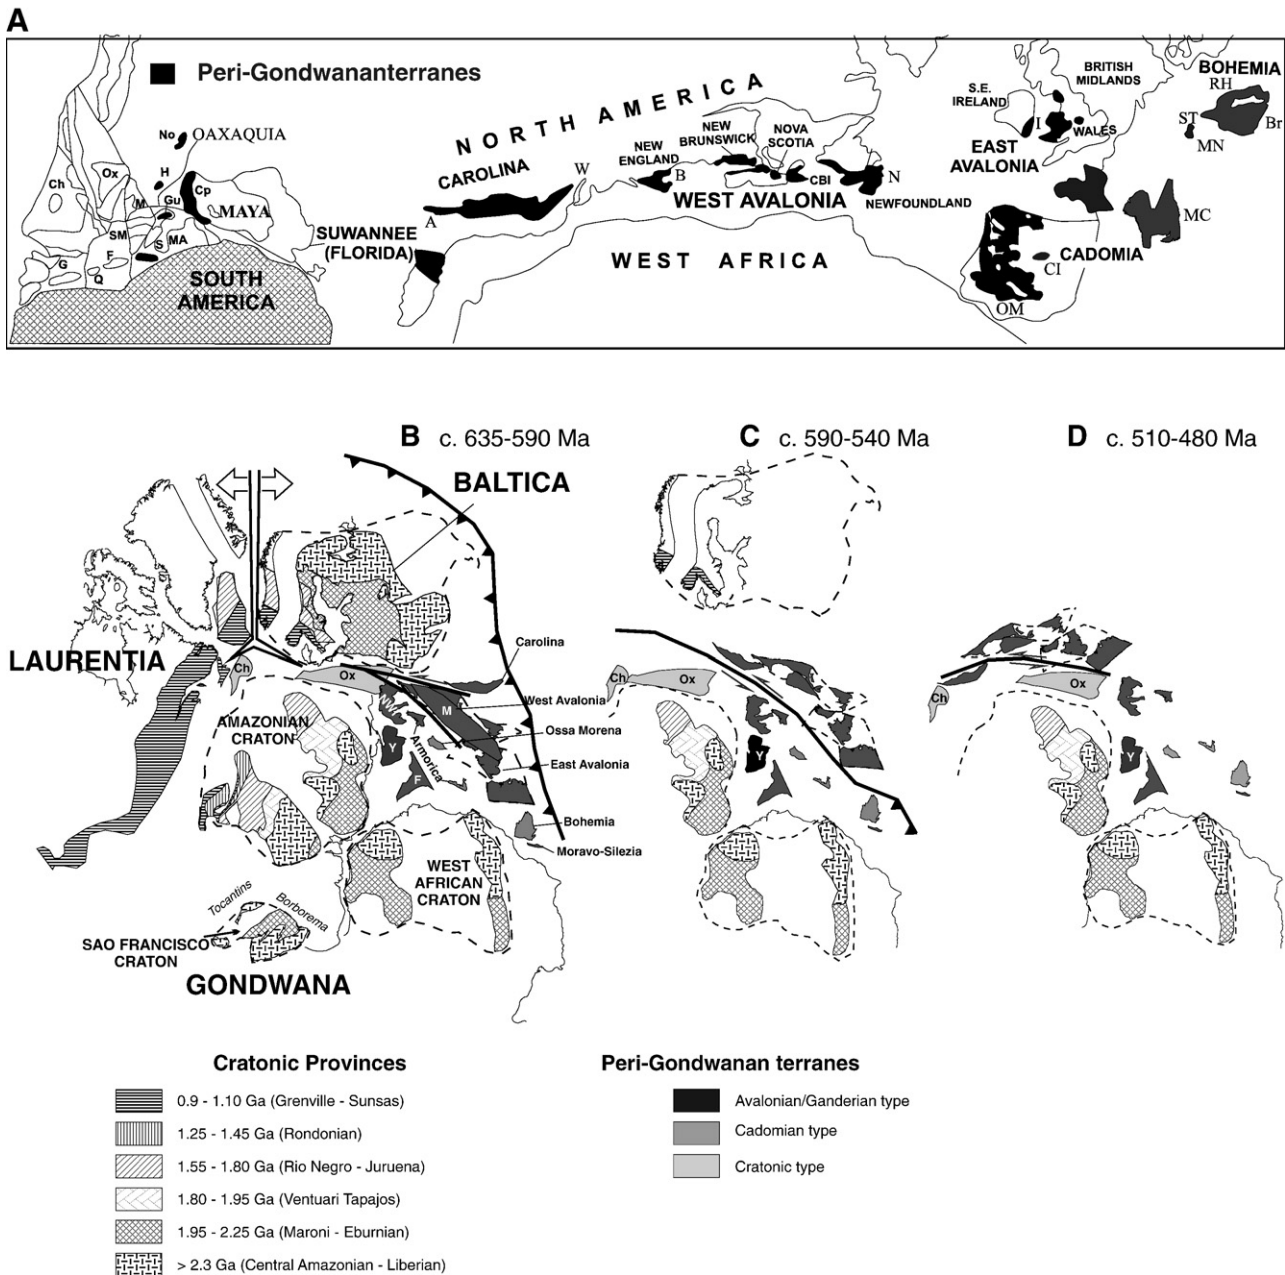 A
Peri-Gondwananterranes
No OAXAQUIA
Ch
Ox
H
M
Gu
Cp
MAYA
SM
S
MA
F
G
Q
SOUTH
AMERICA
NORTH AMERICA
CAROLINA
A
W
SUWANNEE
(FLORIDA)
NEW
ENGLAND
B
NEW
BRUNSWICK
NOVA
SCOTIA
CBI
N
WEST AVALONIA
NEWFOUNDLAND
WEST AFRICA
S.E.
IRELAND
BRITISH
MIDLANDS
I
WALES
EAST
AVALONIA
BOHEMIA
RH
ST
Br
MN
MC
CADOMIA
CI
OM
B c. 635-590 Ma
BALTICA
LAURENTIA
Ch
Ox
AMAZONIAN
CRATON
NW
M
Y
F
Armorica
Carolina
West Avalonia
Ossa Morena
East Avalonia
Bohemia
Moravo-Silezia
WEST
AFRICAN
CRATON
Tocantins
Borborema
SAO FRANCISCO
CRATON
GONDWANA
C c. 590-540 Ma
Ch
Ox
Y
D c. 510-480 Ma
Ch
Ox
Y
Cratonic Provinces
0.9 - 1.10 Ga (Grenville - Sunsas)
1.25 - 1.45 Ga (Rondonian)
1.55 - 1.80 Ga (Rio Negro - Juruena)
1.80 - 1.95 Ga (Ventuari Tapajos)
1.95 - 2.25 Ga (Maroni - Eburnian)
> 2.3 Ga (Central Amazonian - Liberian)
Peri-Gondwanan terranes
Avalonian/Ganderian type
Cadomian type
Cratonic type